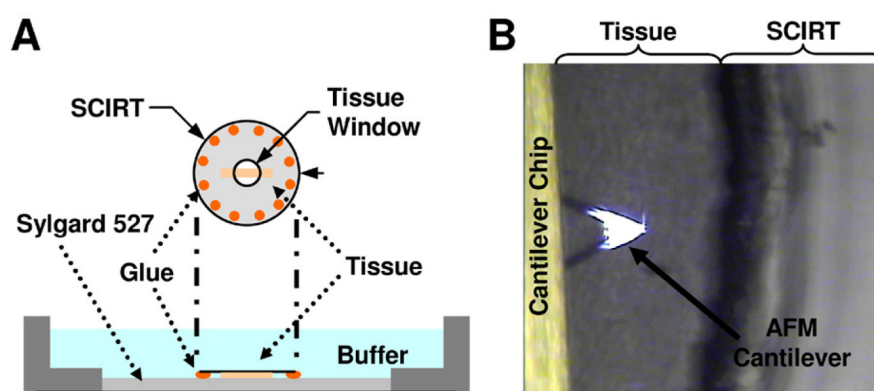 A
SCIRT
Tissue
Window
Sylgard 527
Glue
Tissue
Buffer
B
Tissue
SCIRT
Cantilever Chip
AFM
Cantilever